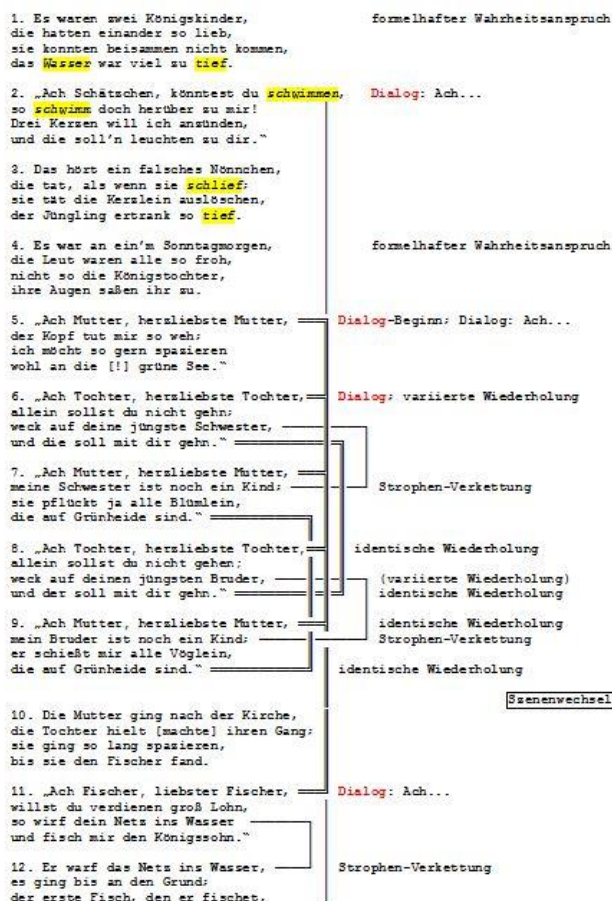 1. Es waren zwei Königskinder, formelhafter Wahrheitsanspruch
die hatten einander so lieb,
sie konnten beisammen nicht kommen,
das Wasser war viel zu tief.
2. „Ach Schätzchen, könntest du schwimmen, Dialog: Ach...
so schwimm doch herüber zu mir!
Drei Kerzen will ich anzünden,
und die soll'n leuchten zu dir.“
3. Das hört ein falsches Nönnchen,
die tat, als wenn sie schlief;
sie tät die Kerzlein auslöschen,
der Jüngling ertrank so tief.
4. Es war an ein'm Sonntagmorgen, formelhafter Wahrheitsanspruch
die Leut waren alle so froh,
nicht so die Königstochter,
ihre Augen saßen ihr zu.
5. „Ach Mutter, herzliebste Mutter, Dialog-Beginn; Dialog: Ach...
der Kopf tut mir so weh;
ich möcht so gern spazieren
wohl an die [!] grüne See.“
6. „Ach Tochter, herzliebste Tochter, Dialog; variierte Wiederholung
allein sollst du nicht gehn;
weck auf deine jüngste Schwester,
und die soll mit dir gehn.“
7. „Ach Mutter, herzliebste Mutter,
meine Schwester ist noch ein Kind; Strophen-Verkettung
sie pflückt ja alle Blümlein,
die auf Grünheide sind.“
8. „Ach Tochter, herzliebste Tochter, identische Wiederholung
allein sollst du nicht gehen;
weck auf deinen jüngsten Bruder, (variierte Wiederholung)
und der soll mit dir gehn.“ identische Wiederholung
9. „Ach Mutter, herzliebste Mutter, identische Wiederholung
mein Bruder ist noch ein Kind; Strophen-Verkettung
er schießt mir alle Vöglein,
die auf Grünheide sind.“ identische Wiederholung
Szenenwechsel
10. Die Mutter ging nach der Kirche,
die Tochter hielt [machte] ihren Gang;
sie ging so lang spazieren,
bis sie den Fischer fand.
11. „Ach Fischer, liebster Fischer, Dialog: Ach...
willst du verdienen groß Lohn,
so wirf dein Netz ins Wasser
und fisch mir den Königssohn.“
12. Er warf das Netz ins Wasser, Strophen-Verkettung
es ging bis an den Grund;
der erste Fisch, den er fischet,